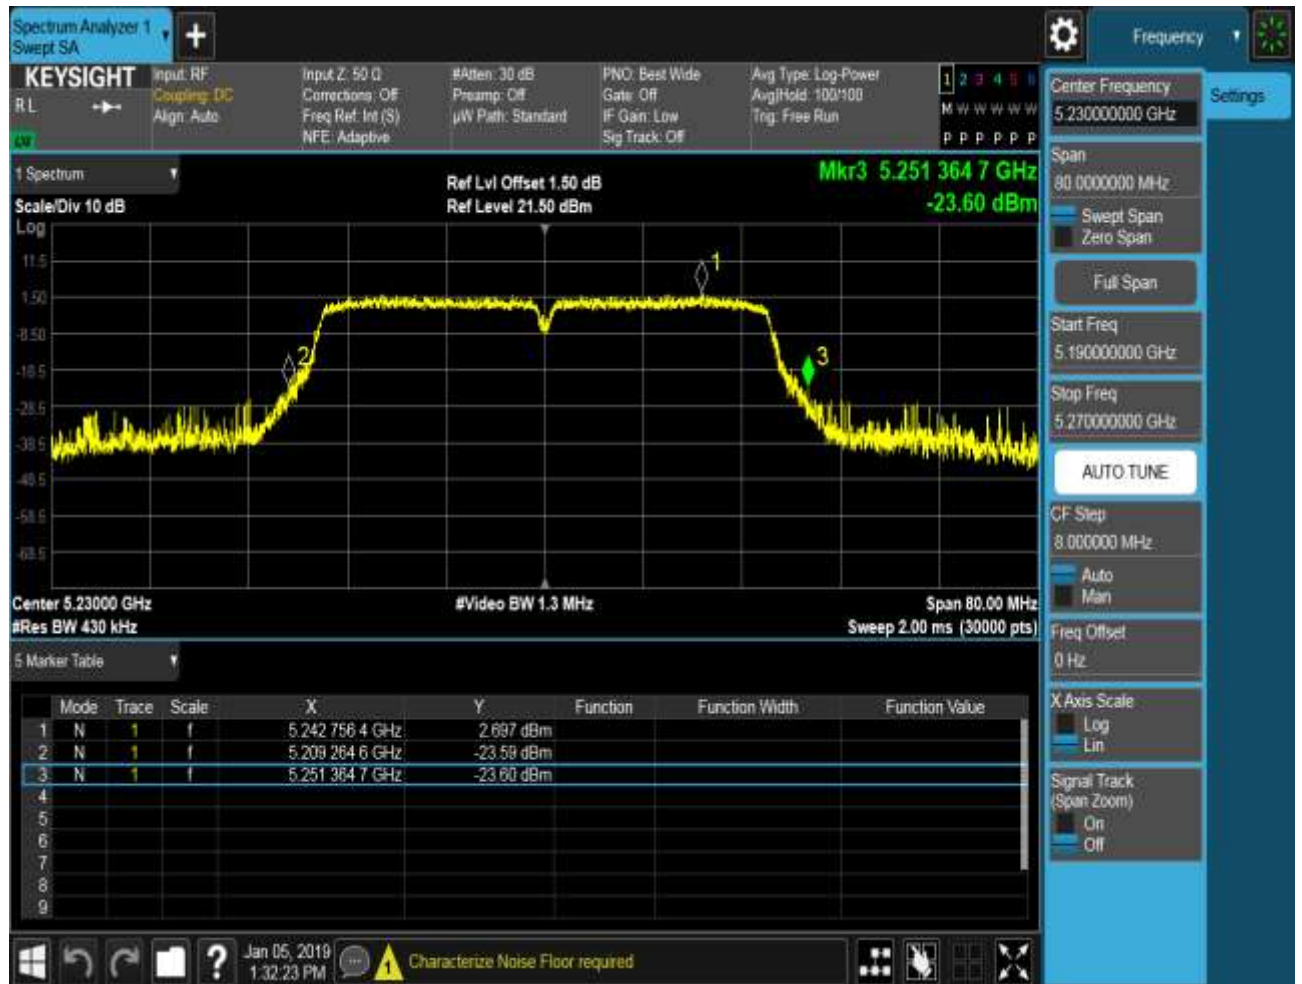 Spectrum Analyzer 1
Swept SA
+
Frequency
KEYSIGHT
RL
Input: RF
Coupling: DC
Align: Auto
Input Z: 50 Ω
Corrections: Off
Freq Ref: Int (S)
NFE: Adaptive
#Atten: 30 dB
Preamp: Off
µW Path: Standard
PNO: Best Wide
Gate: Off
IF Gain: Low
Sig Track: Off
Avg Type: Log-Power
Avg|Hold: 100/100
Trig: Free Run
1 2 3 4 5 6
M W W W W W
P P P P P P
1 Spectrum
Scale/Div 10 dB
Ref Lvl Offset 1.50 dB
Ref Level 21.50 dBm
Mkr3 5.251 364 7 GHz
-23.60 dBm
Log
11.5
1.50
-8.50
-18.5
-28.5
-38.5
-48.5
-58.5
-68.5
1
2
3
Center 5.23000 GHz
#Video BW 1.3 MHz
Span 80.00 MHz
#Res BW 430 kHz
Sweep 2.00 ms (30000 pts)
5 Marker Table
Mode Trace Scale X Y Function Function Width Function Value
1 N 1 f 5.242 756 4 GHz 2.697 dBm
2 N 1 f 5.209 264 6 GHz -23.59 dBm
3 N 1 f 5.251 364 7 GHz -23.60 dBm
4
5
6
7
8
9
Jan 05, 2019
1:32:23 PM
?
1
Characterize Noise Floor required
Center Frequency
5.230000000 GHz
Settings
Span
80.0000000 MHz
Swept Span
Zero Span
Full Span
Start Freq
5.190000000 GHz
Stop Freq
5.270000000 GHz
AUTO TUNE
CF Step
8.000000 MHz
Auto
Man
Freq Offset
0 Hz
X Axis Scale
Log
Lin
Signal Track
(Span Zoom)
On
Off